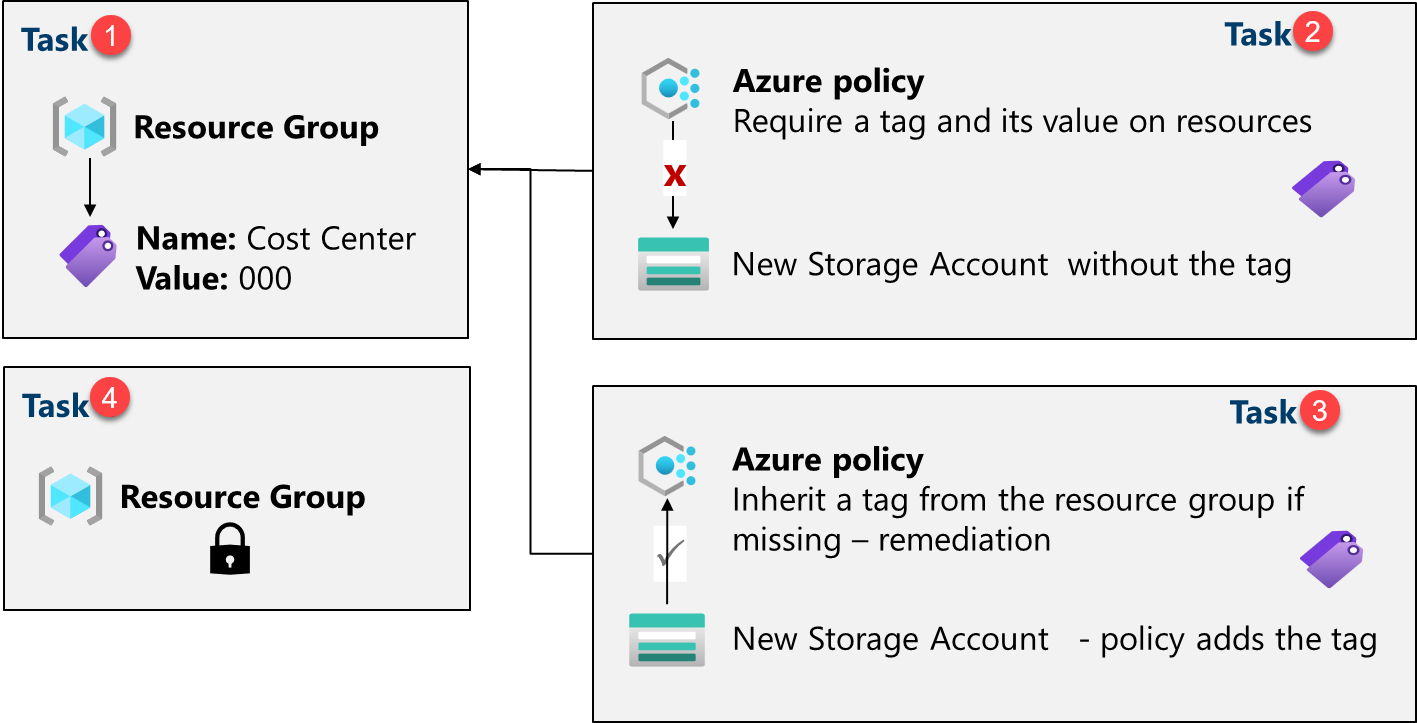 Task 1
Resource Group
Name: Cost Center
Value: 000
Task 2
Azure policy
Require a tag and its value on resources
x
New Storage Account  without the tag
Task 4
Resource Group
Task 3
Azure policy
Inherit a tag from the resource group if
missing – remediation
New Storage Account   - policy adds the tag